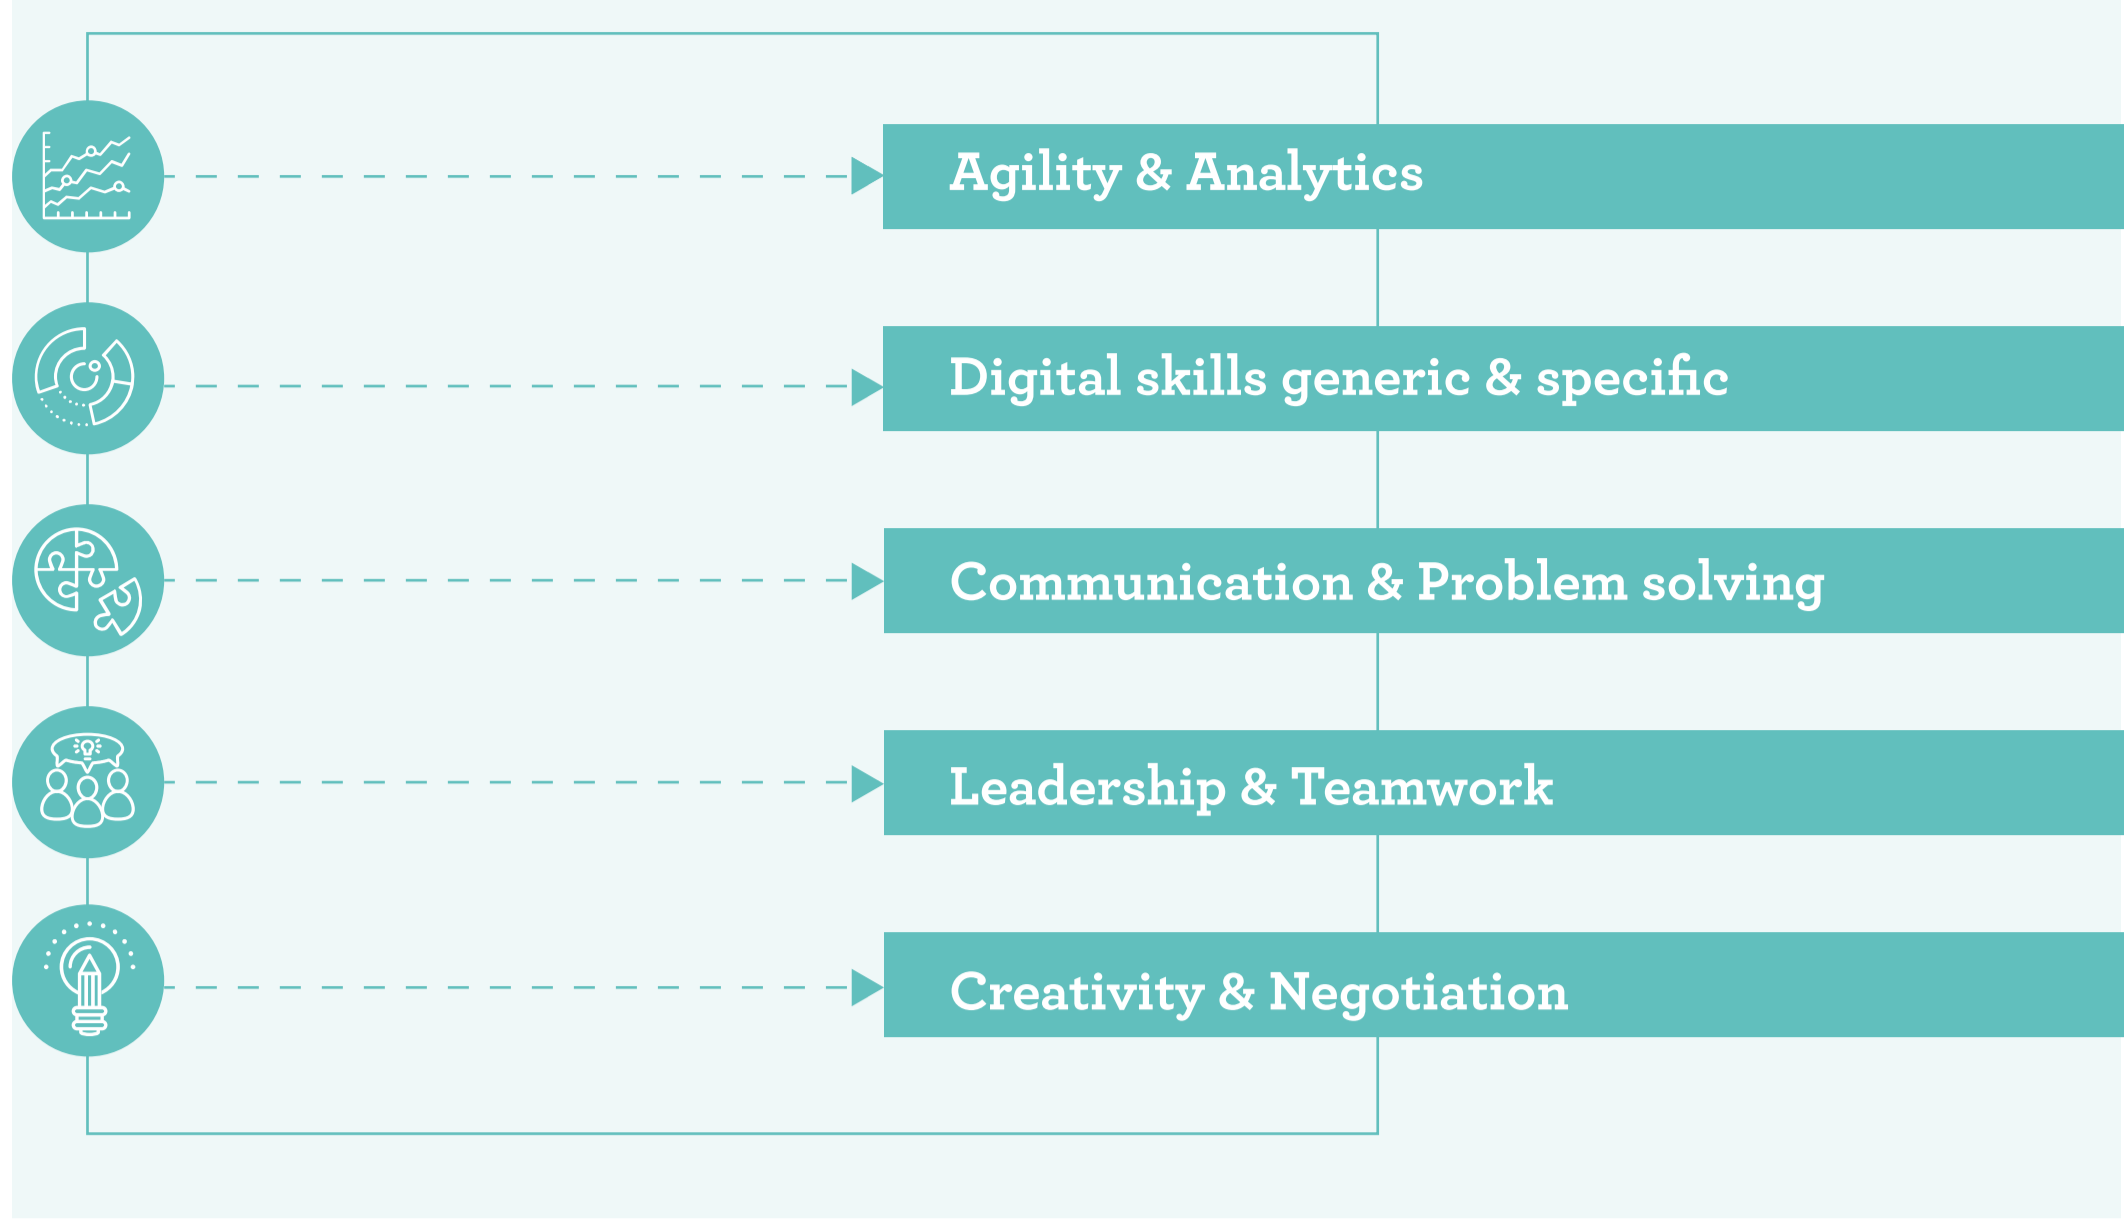 Agility & Analytics
Digital skills generic & specific
Communication & Problem solving
Leadership & Teamwork
Creativity & Negotiation